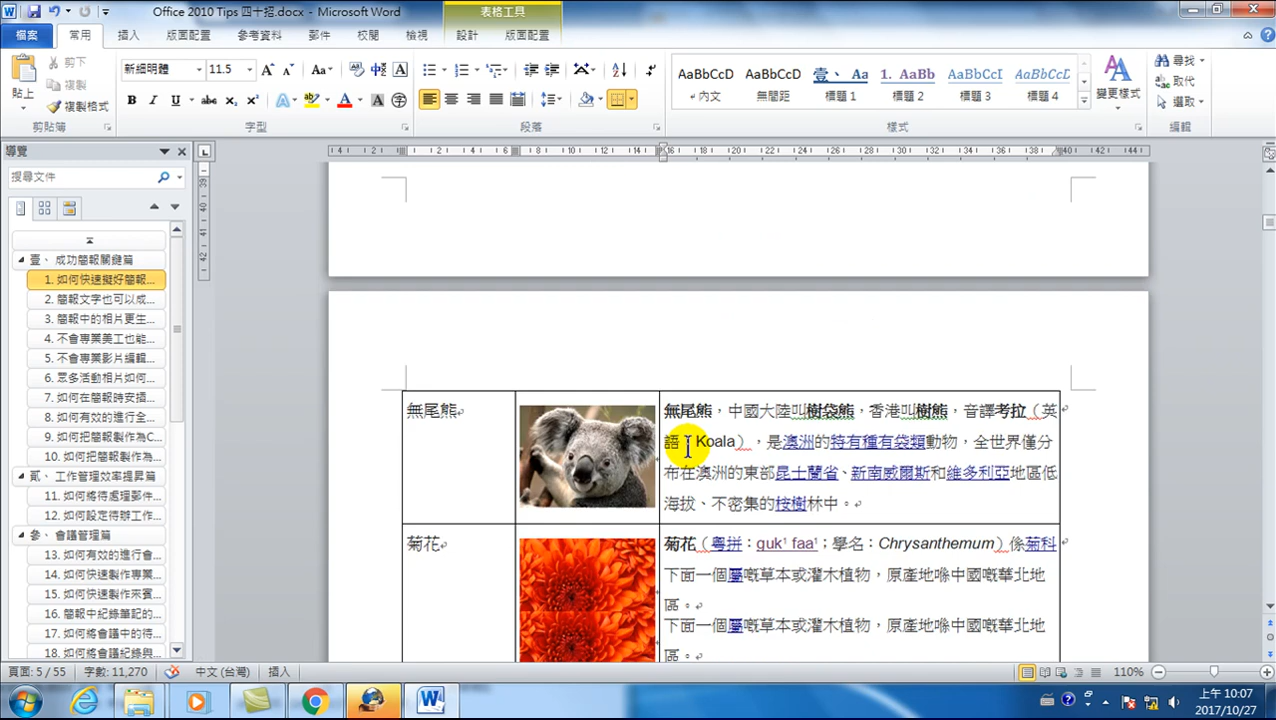 Office 2010 Tips 四十招.docx - Microsoft Word
表格工具
檔案 常用 插入 版面配置 參考資料 郵件 校閱 檢視 設計 版面配置
貼上 剪下 複製 複製格式
新細明體 11.5
AaBbCcD AaBbCcD 壹、 Aa 1. AaBb AaBbCcI AaBbCcD
內文 無間距 標題 1 標題 2 標題 3 標題 4
變更樣式
尋找 取代 選取
剪貼簿 字型 段落 樣式 編輯
導覽
搜尋文件
壹、 成功簡報關鍵篇
1. 如何快速擬好簡報...
2. 簡報文字也可以成...
3. 簡報中的相片更生...
4. 不會專業美工也能...
5. 不會專業影片編輯...
6. 眾多活動相片如何...
7. 如何在簡報時安插...
8. 如何有效的進行全...
9. 如何將簡報製作為C...
10. 如何將簡報製作為...
貳、 工作管理效率提昇篇
11. 如何將待處理郵件...
12. 如何設定待辦工作...
參、 會議管理篇
13. 如何有效的進行會...
14. 如何快速製作專業...
15. 如何快速製作來賓...
16. 簡報中紀錄筆記的...
17. 如何將會議中的待...
18. 如何將會議紀錄與...
無尾熊
無尾熊，中國大陸叫樹袋熊，香港叫樹熊，音譯考拉（英
語：Koala），是澳洲的特有種有袋類動物，全世界僅分
布在澳洲的東部昆士蘭省、新南威爾斯和維多利亞地區低
海拔、不密集的桉樹林中。
菊花
菊花（粵拼：guk¹ faa¹；學名：Chrysanthemum）係菊科
下面一個屬嘅草本或灌木植物，原產地喺中國嘅華北地
區。
下面一個屬嘅草本或灌木植物，原產地喺中國嘅華北地
區。
頁面: 5 / 55 字數: 11,270 中文 (台灣) 插入 110%
上午 10:07
2017/10/27